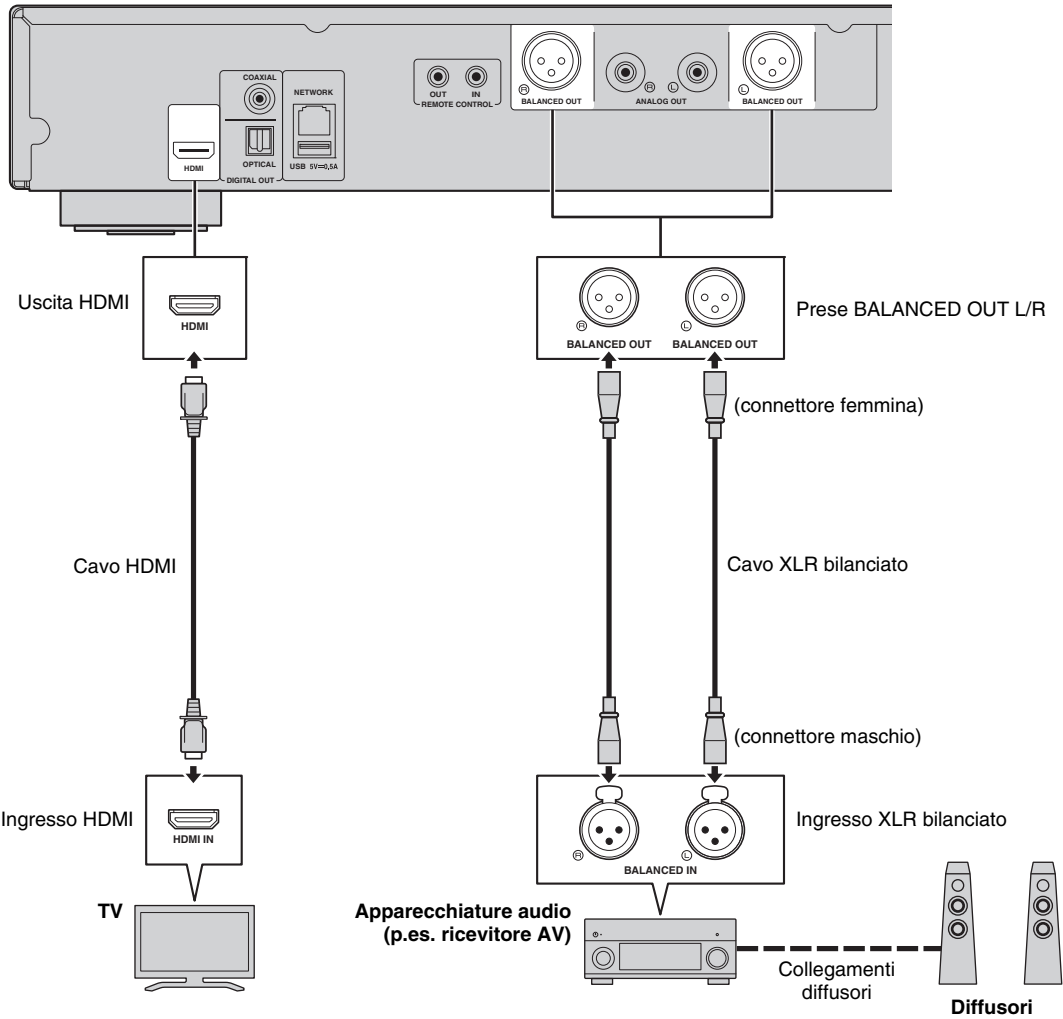 COAXIAL
NETWORK
OUT
IN
REMOTE CONTROL
R
BALANCED OUT
R
L
ANALOG OUT
L
BALANCED OUT
HDMI
OPTICAL
DIGITAL OUT
USB 5V⎓0,5A
Uscita HDMI
HDMI
R
BALANCED OUT
L
BALANCED OUT
Prese BALANCED OUT L/R
(connettore femmina)
Cavo HDMI
Cavo XLR bilanciato
(connettore maschio)
Ingresso HDMI
HDMI IN
R
L
BALANCED IN
Ingresso XLR bilanciato
TV
Apparecchiature audio
(p.es. ricevitore AV)
Collegamenti
diffusori
Diffusori